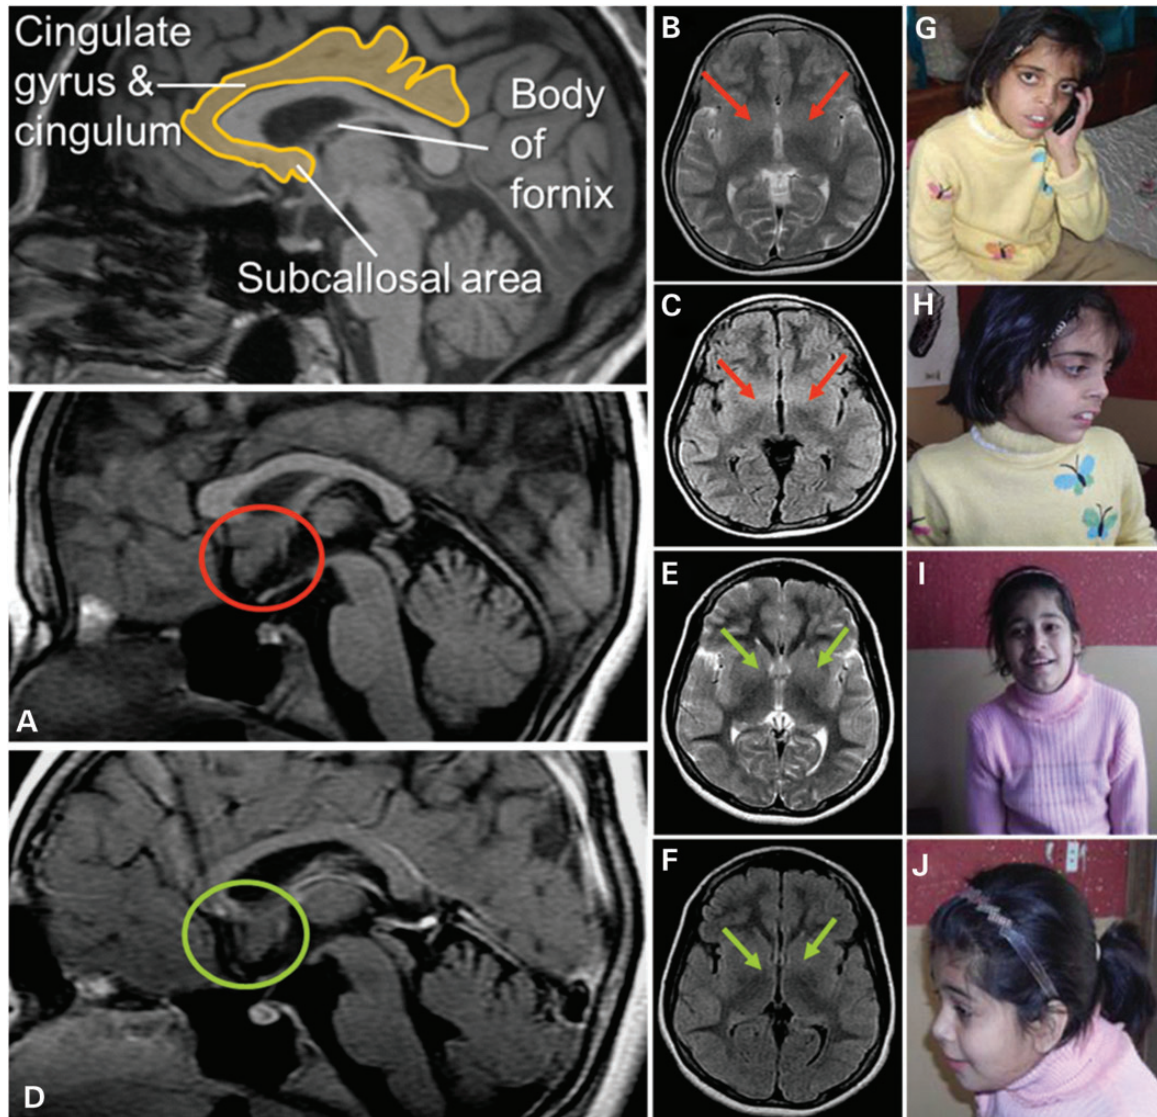 Cingulate
gyrus &
cingulum
Body
of
fornix
Subcallosal area
A
D
B
C
E
F
G
H
I
J